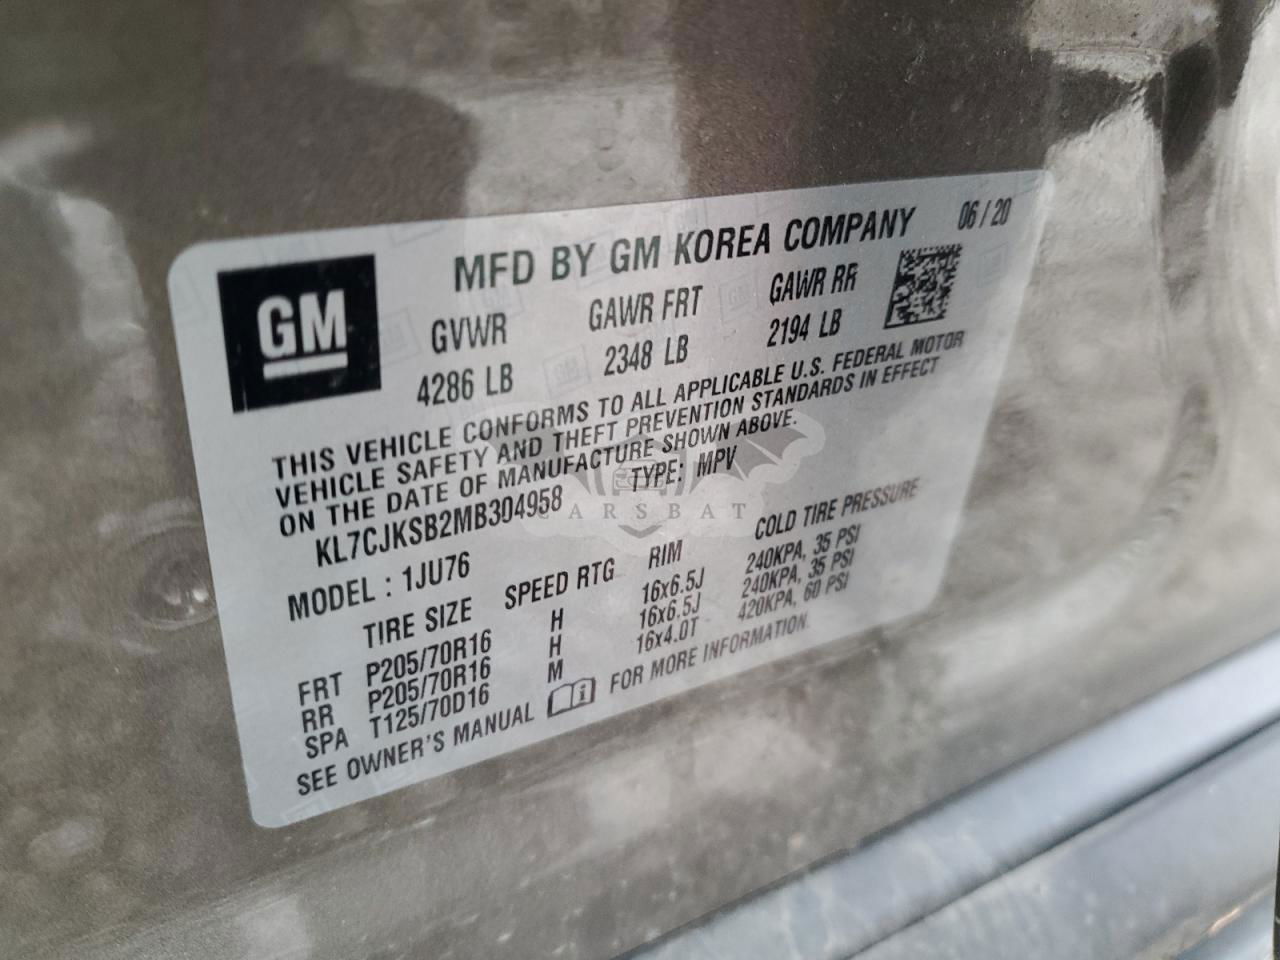 GM
MFD BY GM KOREA COMPANY 06 / 20
GVWR GAWR FRT GAWR RR
4286 LB 2348 LB 2194 LB
THIS VEHICLE CONFORMS TO ALL APPLICABLE U.S. FEDERAL MOTOR
VEHICLE SAFETY AND THEFT PREVENTION STANDARDS IN EFFECT
ON THE DATE OF MANUFACTURE SHOWN ABOVE.
KL7CJKSB2MB304958 TYPE: MPV
MODEL : 1JU76
TIRE SIZE SPEED RTG RIM COLD TIRE PRESSURE
FRT P205/70R16 H 16x6.5J 240KPA, 35 PSI
RR P205/70R16 H 16x6.5J 240KPA, 35 PSI
SPA T125/70D16 M 16x4.0T 420KPA, 60 PSI
SEE OWNER'S MANUAL FOR MORE INFORMATION.
CARSBAT